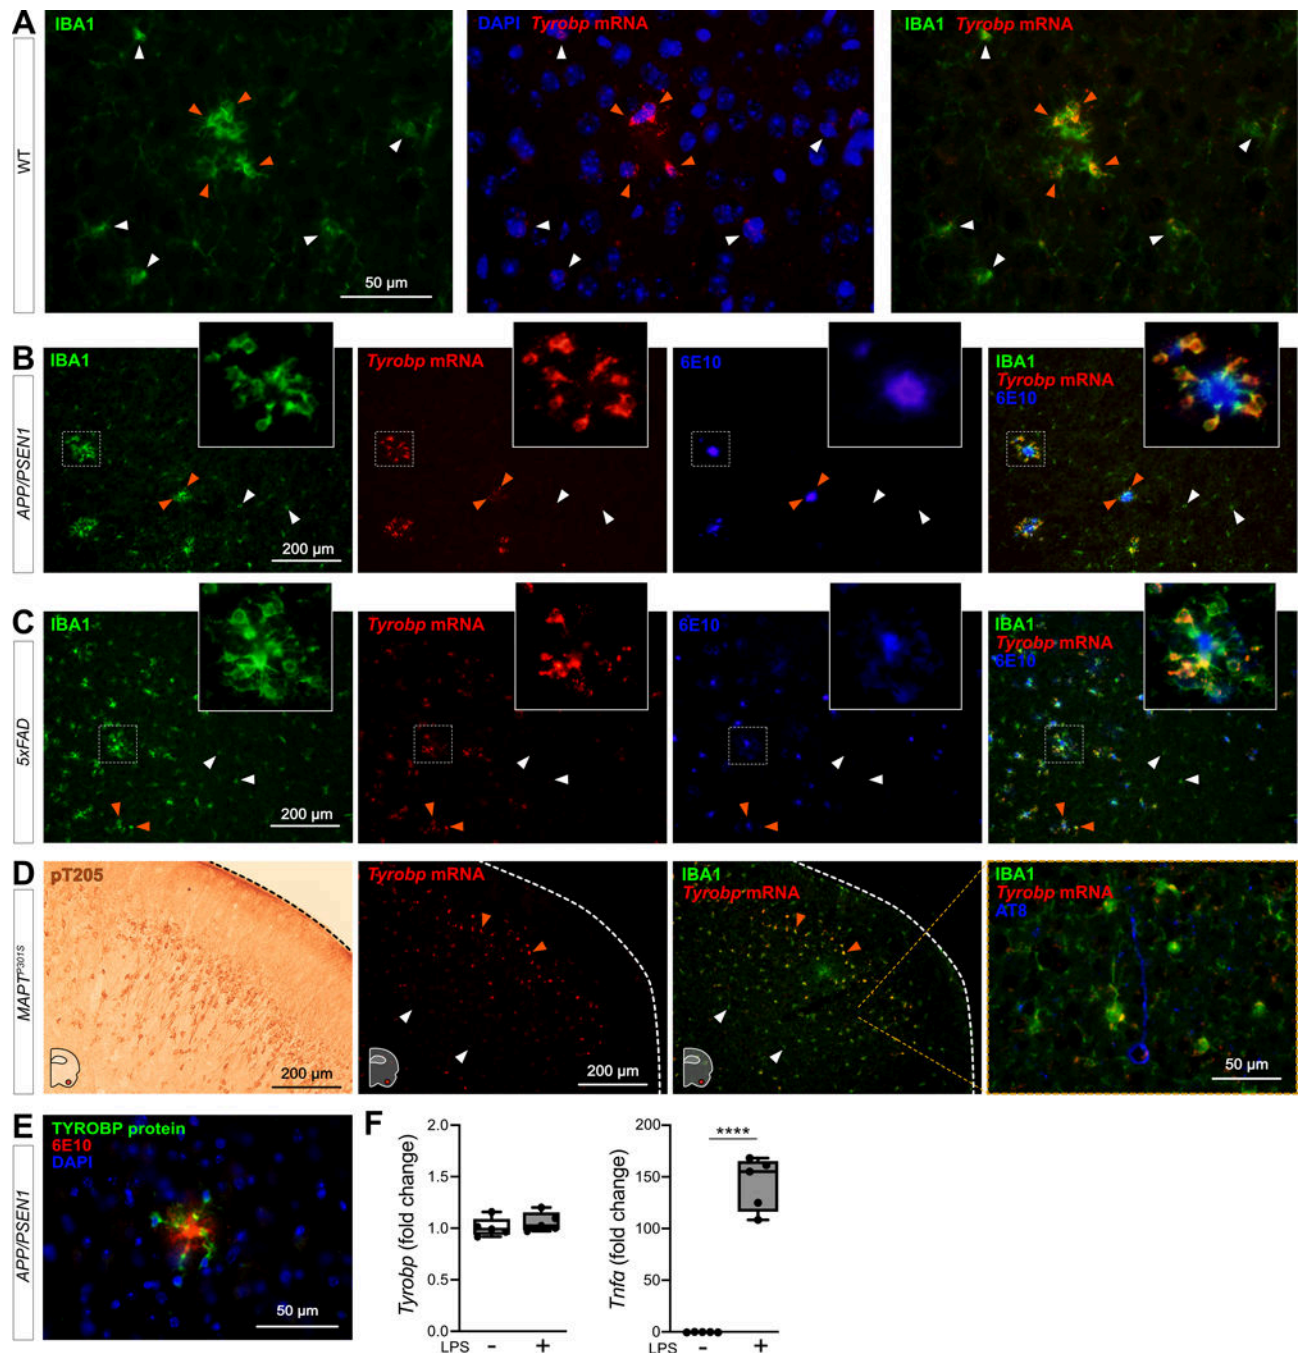 A
WT
IBA1
50 µm
DAPI Tyrobp mRNA
IBA1 Tyrobp mRNA
B
APP/PSEN1
IBA1
200 µm
Tyrobp mRNA
6E10
IBA1
Tyrobp mRNA
6E10
C
5xFAD
IBA1
200 µm
Tyrobp mRNA
6E10
IBA1
Tyrobp mRNA
6E10
D
MAPTP301S
pT205
200 µm
Tyrobp mRNA
200 µm
IBA1
Tyrobp mRNA
IBA1
Tyrobp mRNA
AT8
50 µm
E
APP/PSEN1
TYROBP protein
6E10
DAPI
50 µm
F
Tyrobp (fold change)
2.0
1.5
1.0
0.5
0.0
LPS - +
Tnfα (fold change)
200
150
100
50
0
****
LPS - +